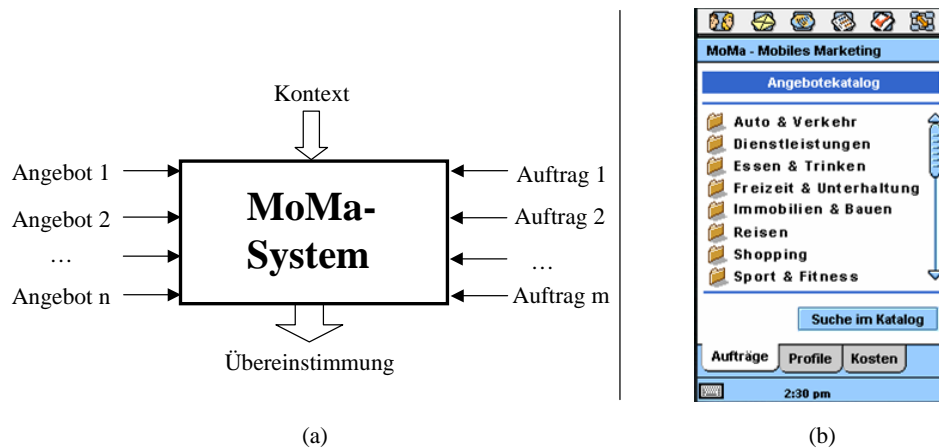 Kontext
Angebot 1
Angebot 2
…
Angebot n
MoMa-
System
Auftrag 1
Auftrag 2
…
Auftrag m
Übereinstimmung
(a)
MoMa - Mobiles Marketing
Angebotekatalog
Auto & Verkehr
Dienstleistungen
Essen & Trinken
Freizeit & Unterhaltung
Immobilien & Bauen
Reisen
Shopping
Sport & Fitness
Suche im Katalog
Aufträge Profile Kosten
2:30 pm
(b)